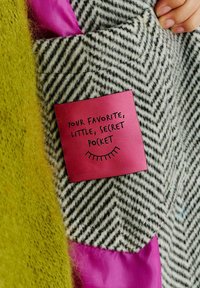 YOUR FAVORITE,
LITTLE, SECRET
POCKET